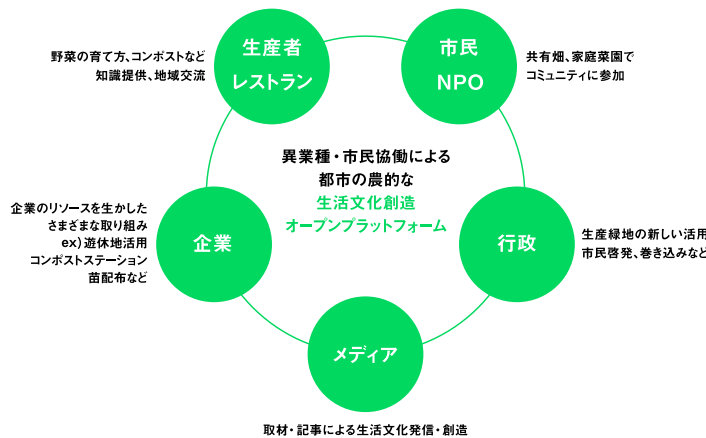 生産者
レストラン
野菜の育て方、コンポストなど
知識提供、地域交流
市民
NPO
共有畑、家庭菜園で
コミュニティに参加
異業種・市民協働による
都市の農的な
生活文化創造
オープンプラットフォーム
企業のリソースを生かした
さまざまな取り組み
ex)遊休地活用
コンポストステーション
苗配布など
企業
行政
生産緑地の新しい活用
市民啓発、巻き込みなど
メディア
取材・記事による生活文化発信・創造